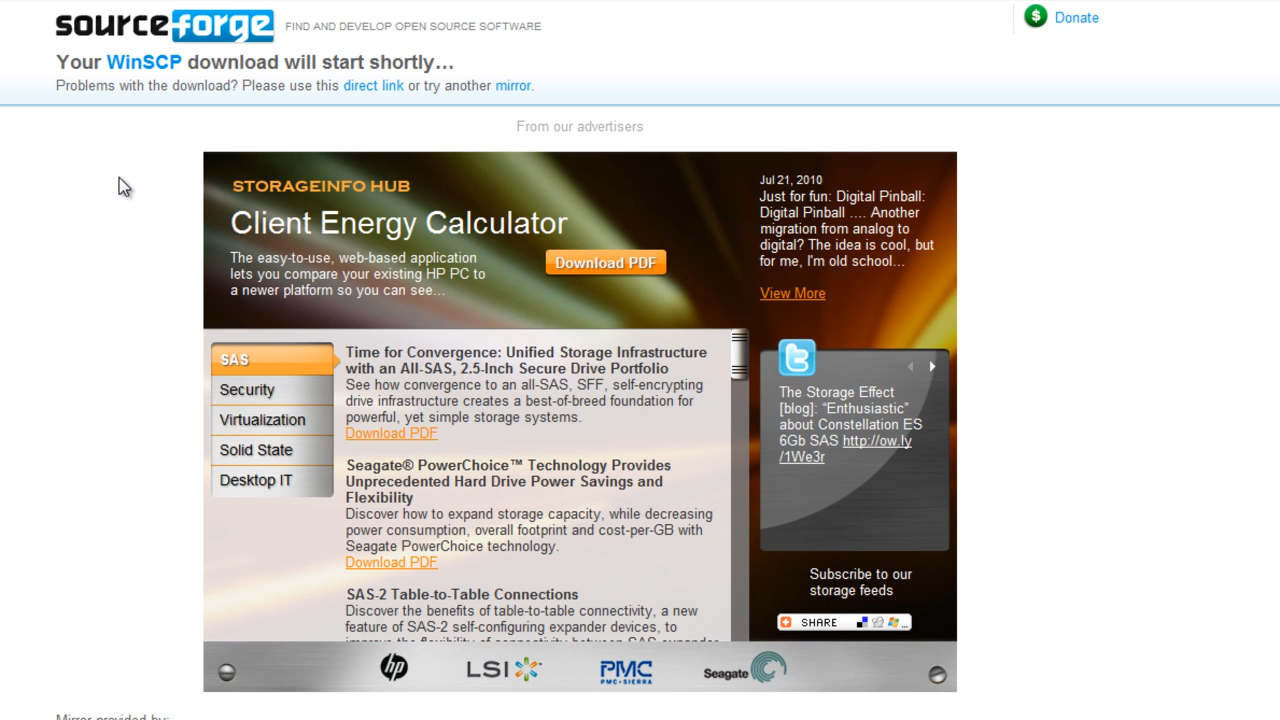 sourceforge FIND AND DEVELOP OPEN SOURCE SOFTWARE
$ Donate
Your WinSCP download will start shortly...
Problems with the download? Please use this direct link or try another mirror.
From our advertisers
STORAGEINFO HUB
Client Energy Calculator
The easy-to-use, web-based application
lets you compare your existing HP PC to
a newer platform so you can see...
Download PDF
Jul 21, 2010
Just for fun: Digital Pinball:
Digital Pinball .... Another
migration from analog to
digital? The idea is cool, but
for me, I'm old school...
View More
SAS
Security
Virtualization
Solid State
Desktop IT
Time for Convergence: Unified Storage Infrastructure
with an All-SAS, 2.5-Inch Secure Drive Portfolio
See how convergence to an all-SAS, SFF, self-encrypting
drive infrastructure creates a best-of-breed foundation for
powerful, yet simple storage systems.
Download PDF
Seagate® PowerChoice™ Technology Provides
Unprecedented Hard Drive Power Savings and
Flexibility
Discover how to expand storage capacity, while decreasing
power consumption, overall footprint and cost-per-GB with
Seagate PowerChoice technology.
Download PDF
SAS-2 Table-to-Table Connections
Discover the benefits of table-to-table connectivity, a new
feature of SAS-2 self-configuring expander devices, to
improve the flexibility of connectivity between SAS expander
The Storage Effect
[blog]: “Enthusiastic”
about Constellation ES
6Gb SAS http://ow.ly
/1We3r
Subscribe to our
storage feeds
SHARE
hp
LSI
PMC
PMC-SIERRA
Seagate
Mirror provided by: